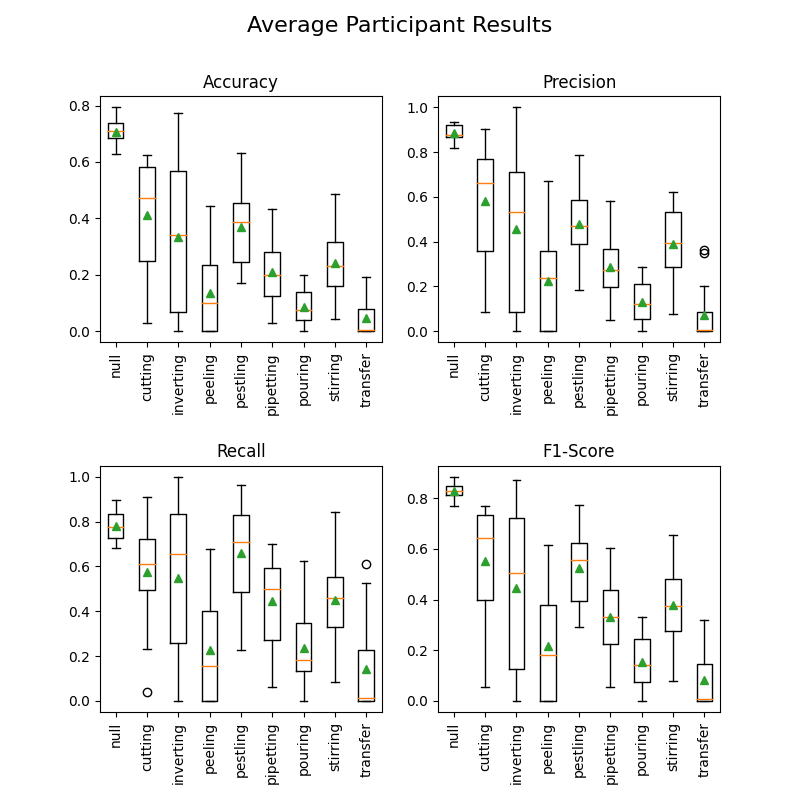 Average Participant Results
Accuracy
0.8
0.6
0.4
0.2
0.0
null
cutting
inverting
peeling
pestling
pipetting
pouring
stirring
transfer
Precision
1.0
0.8
0.6
0.4
0.2
0.0
null
cutting
inverting
peeling
pestling
pipetting
pouring
stirring
transfer
Recall
1.0
0.8
0.6
0.4
0.2
0.0
null
cutting
inverting
peeling
pestling
pipetting
pouring
stirring
transfer
F1-Score
0.8
0.6
0.4
0.2
0.0
null
cutting
inverting
peeling
pestling
pipetting
pouring
stirring
transfer